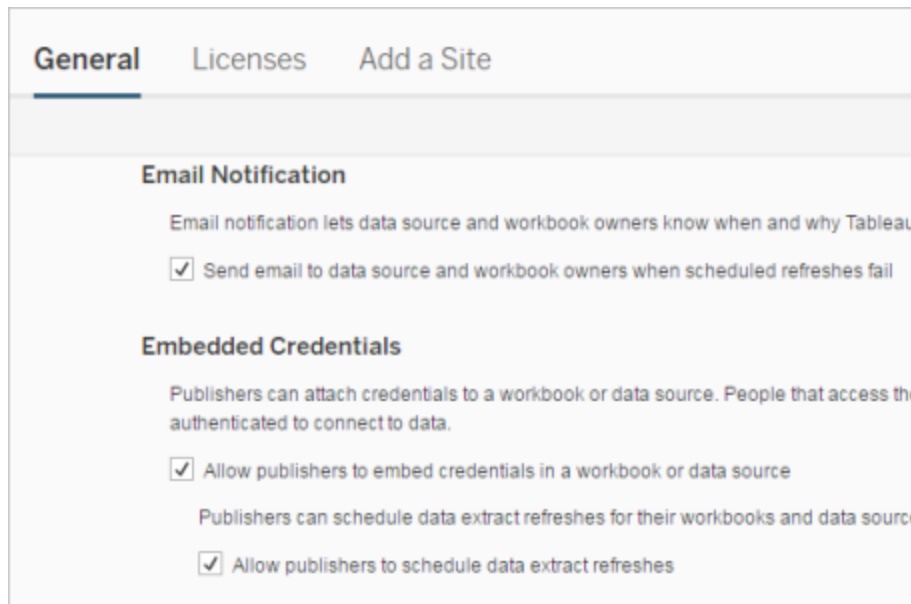 General Licenses Add a Site
Email Notification
Email notification lets data source and workbook owners know when and why Tableau
Send email to data source and workbook owners when scheduled refreshes fail
Embedded Credentials
Publishers can attach credentials to a workbook or data source. People that access the
authenticated to connect to data.
Allow publishers to embed credentials in a workbook or data source
Publishers can schedule data extract refreshes for their workbooks and data source
Allow publishers to schedule data extract refreshes